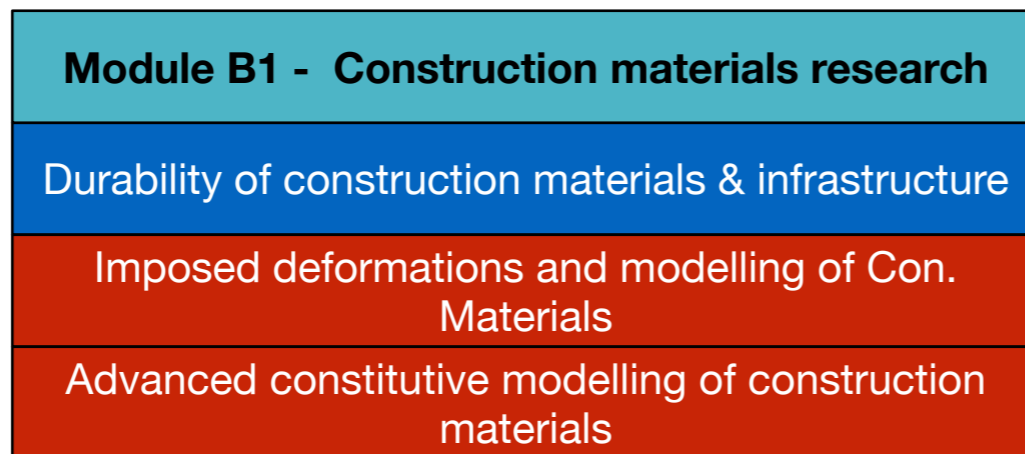 Module B1 -  Construction materials research
Durability of construction materials & infrastructure
Imposed deformations and modelling of Con.
Materials
Advanced constitutive modelling of construction
materials